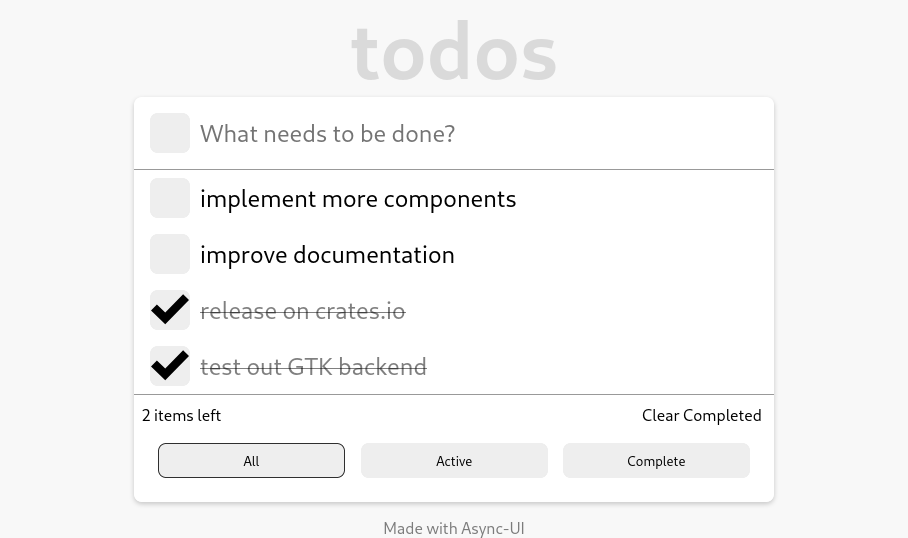 todos
What needs to be done?
implement more components
improve documentation
release on crates.io
test out GTK backend
2 items left Clear Completed
All Active Complete
Made with Async-UI